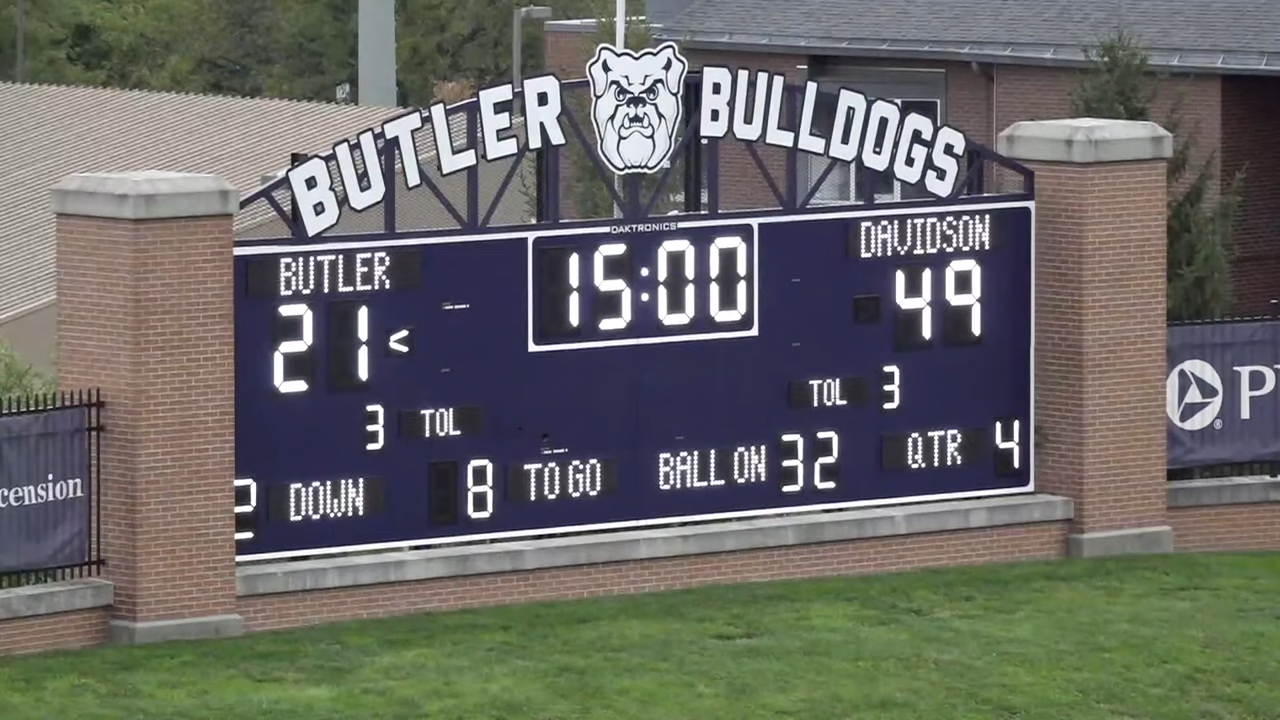 BUTLER BULLDOGS
DAKTRONICS
BUTLER 15:00 DAVIDSON
21 < 49
3 TOL TOL 3
2 DOWN 8 TO GO BALL ON 32 QTR 4
cension